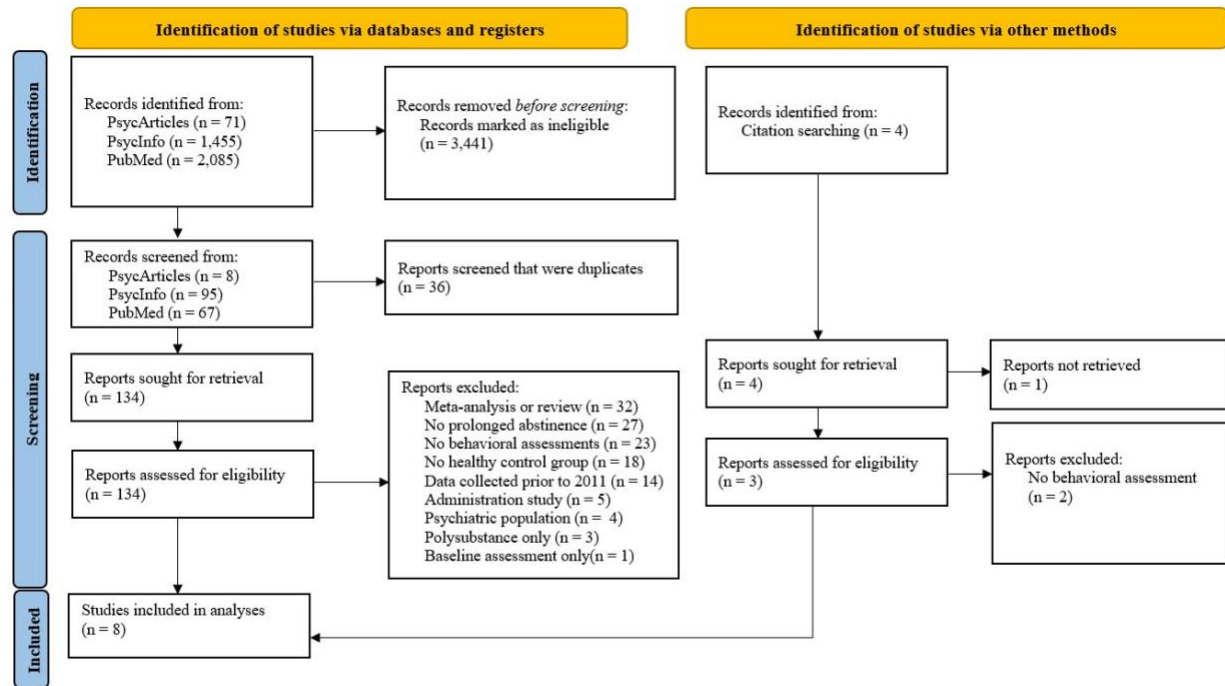 Identification of studies via databases and registers
Identification of studies via other methods
Identification
Records identified from:
PsycArticles (n = 71)
PsycInfo (n = 1,455)
PubMed (n = 2,085)
Records removed before screening:
Records marked as ineligible
(n = 3,441)
Records identified from:
Citation searching (n = 4)
Screening
Records screened from:
PsycArticles (n = 8)
PsycInfo (n = 95)
PubMed (n = 67)
Reports screened that were duplicates
(n = 36)
Reports sought for retrieval
(n = 134)
Reports excluded:
Meta-analysis or review (n = 32)
No prolonged abstinence (n = 27)
No behavioral assessments (n = 23)
No healthy control group (n = 18)
Data collected prior to 2011 (n = 14)
Administration study (n = 5)
Psychiatric population (n =  4)
Polysubstance only (n = 3)
Baseline assessment only(n = 1)
Reports sought for retrieval
(n = 4)
Reports not retrieved
(n = 1)
Reports assessed for eligibility
(n = 134)
Reports assessed for eligibility
(n = 3)
Reports excluded:
No behavioral assessment
(n = 2)
Included
Studies included in analyses
(n = 8)